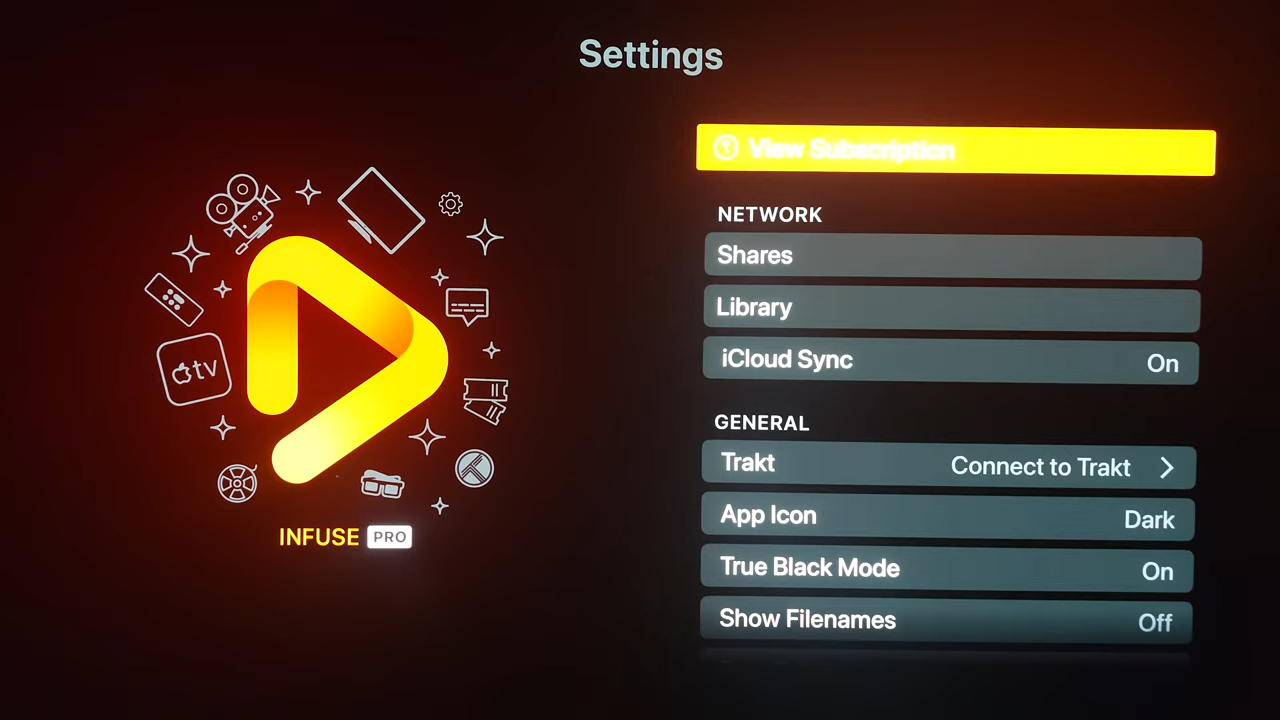 Settings
View Subscription
NETWORK
Shares
Library
iCloud Sync On
GENERAL
Trakt Connect to Trakt
App Icon Dark
True Black Mode On
Show Filenames Off
tv
INFUSE PRO